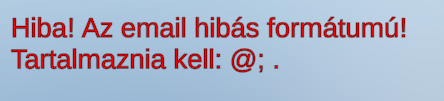 Hiba! Az email hibás formátumú!
Tartalmaznia kell: @; .